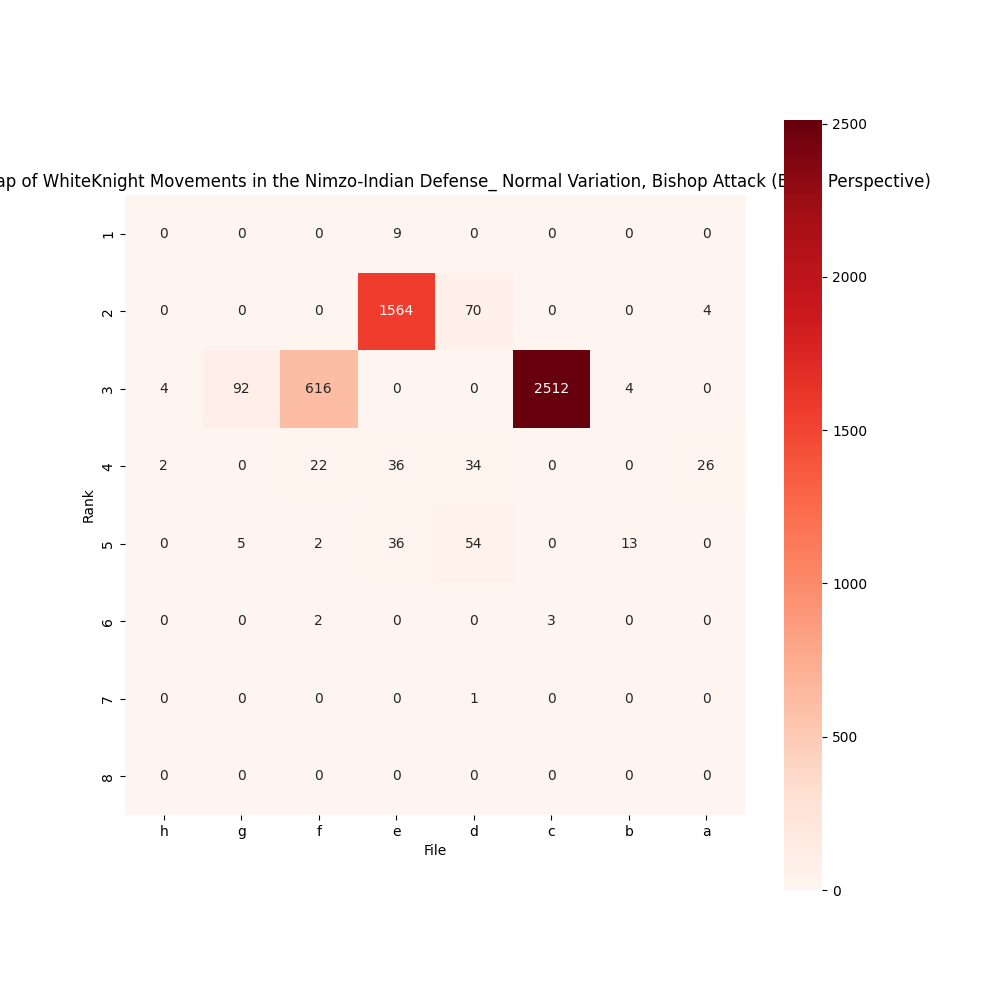 2500
ap of WhiteKnight Movements in the Nimzo-Indian Defense_ Normal Variation, Bishop Attack ( Perspective)
1 0 0 0 9 0 0 0 0
2000
2 0 0 0 1564 70 0 0 4
3 4 92 616 0 0 2512 4 0
1500
4 2 0 22 36 34 0 0 26
Rank
5 0 5 2 36 54 0 13 0
1000
6 0 0 2 0 0 3 0 0
7 0 0 0 0 1 0 0 0
500
8 0 0 0 0 0 0 0 0
h g f e d c b a
File
0